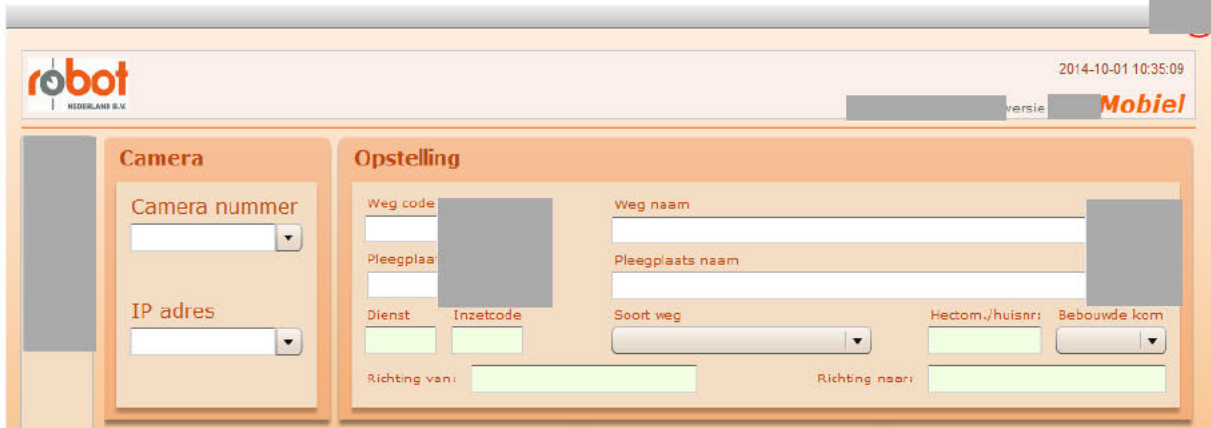 robot
NEDERLAND B.V.
2014-10-01 10:35:09
versie Mobiel
Camera
Camera nummer
IP adres
Opstelling
Weg code
Weg naam
Pleegplaats naam
Dienst
Inzetcode
Soort weg
Hectom./huisnr:
Bebouwde kom
Richting van:
Richting naar: